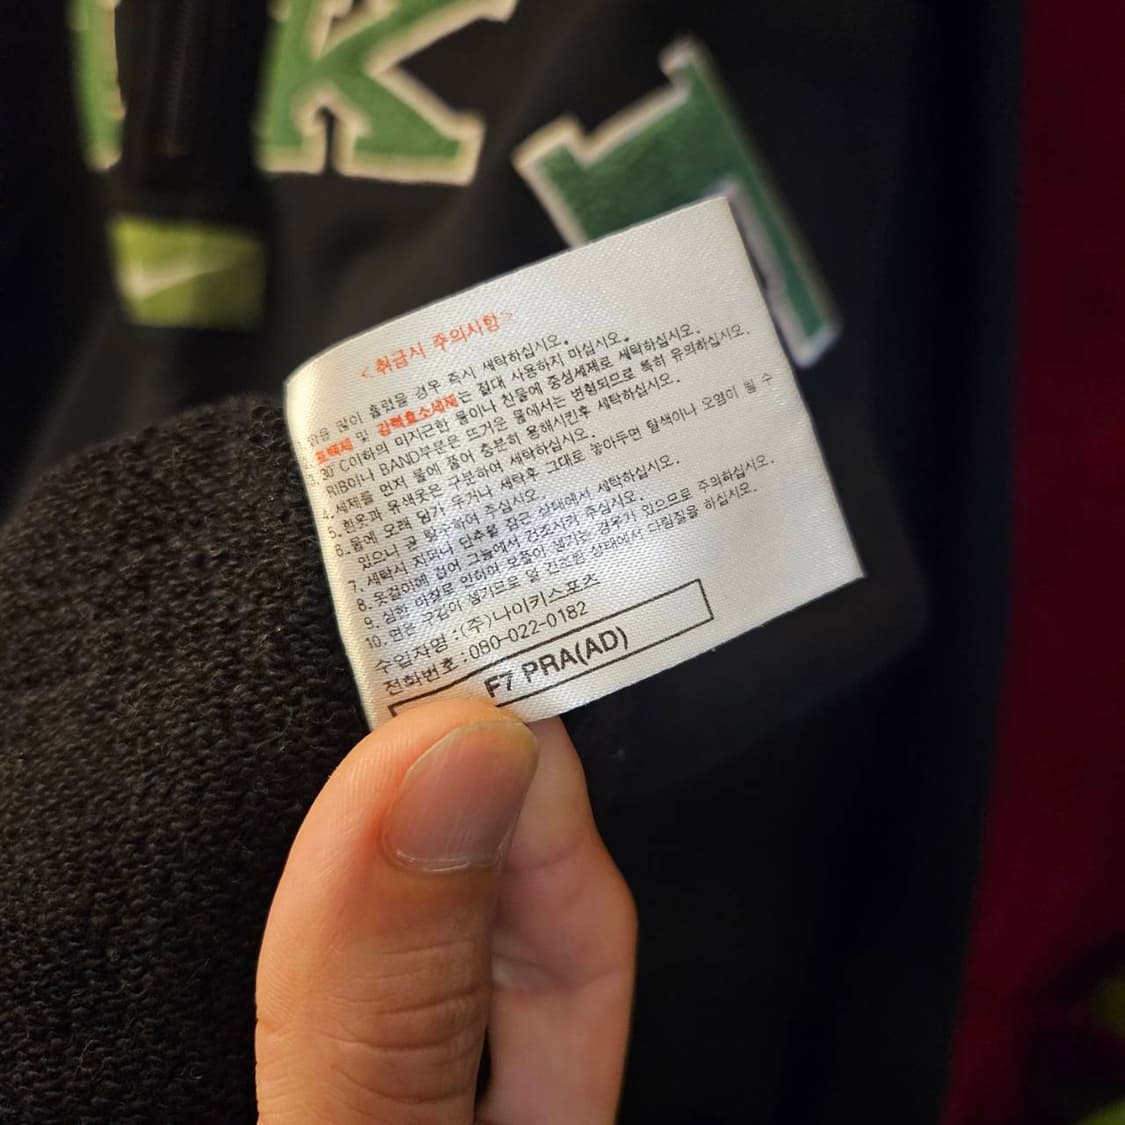 K
<취급시 주의사항>
1. 땀을 많이 흘렸을 경우 즉시 세탁하십시오.
2. 표백제 및 강력효소세제는 절대 사용하지 마십시오.
3. 30˚C이하의 미지근한 물이나 찬물에 중성세제로 세탁하십시오.
RIB이나 BAND부분은 뜨거운 물에서는 변형되므로 특히 유의하십시오.
4. 세제를 먼저 물에 풀어 충분히 용해시킨후 세탁하십시오.
5. 흰옷과 유색옷은 구분하여 세탁하십시오.
6. 물에 오래 담가 두거나 세탁후 그대로 놓아두면 탈색이나 오염이 될 수
있으니 곧 탈수하여 주십시오.
7. 세탁시 지퍼나 단추를 잠근 상태에서 세탁하십시오.
8. 옷걸이에 걸어 그늘에서 건조시켜 주십시오.
9. 심한 마찰로 인하여 보풀이 생기는 경우가 있으므로 주의하십시오.
10. 면은 구김이 생기므로 덜 건조된 상태에서 다림질을 하십시오.
수입자명 : (주)나이키스포츠
전화번호 : 080-022-0182
F7 PRA(AD)